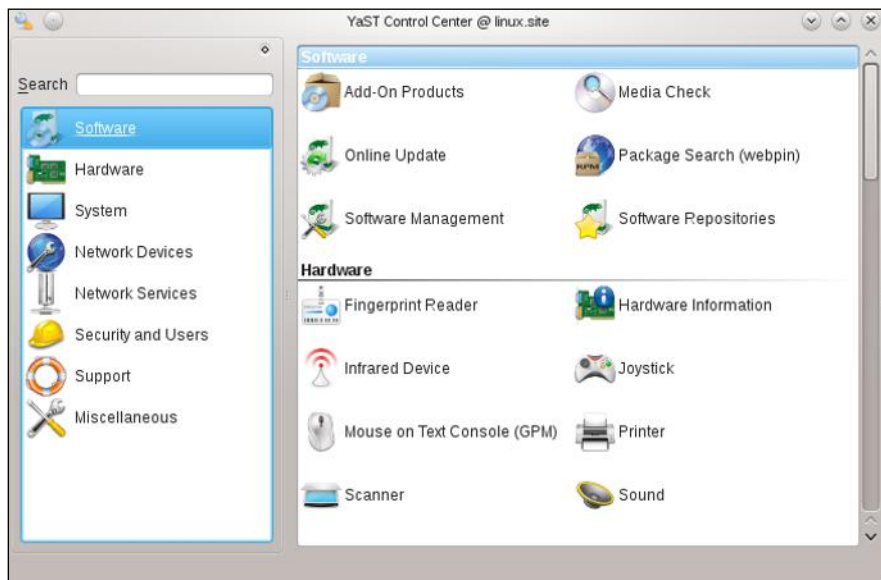 YaST Control Center @ linux.site
Search
Software
Hardware
System
Network Devices
Network Services
Security and Users
Support
Miscellaneous
Software
Add-On Products
Media Check
Online Update
RPM
Package Search (webpin)
Software Management
Software Repositories
Hardware
Fingerprint Reader
Hardware Information
Infrared Device
Joystick
Mouse on Text Console (GPM)
Printer
Scanner
Sound